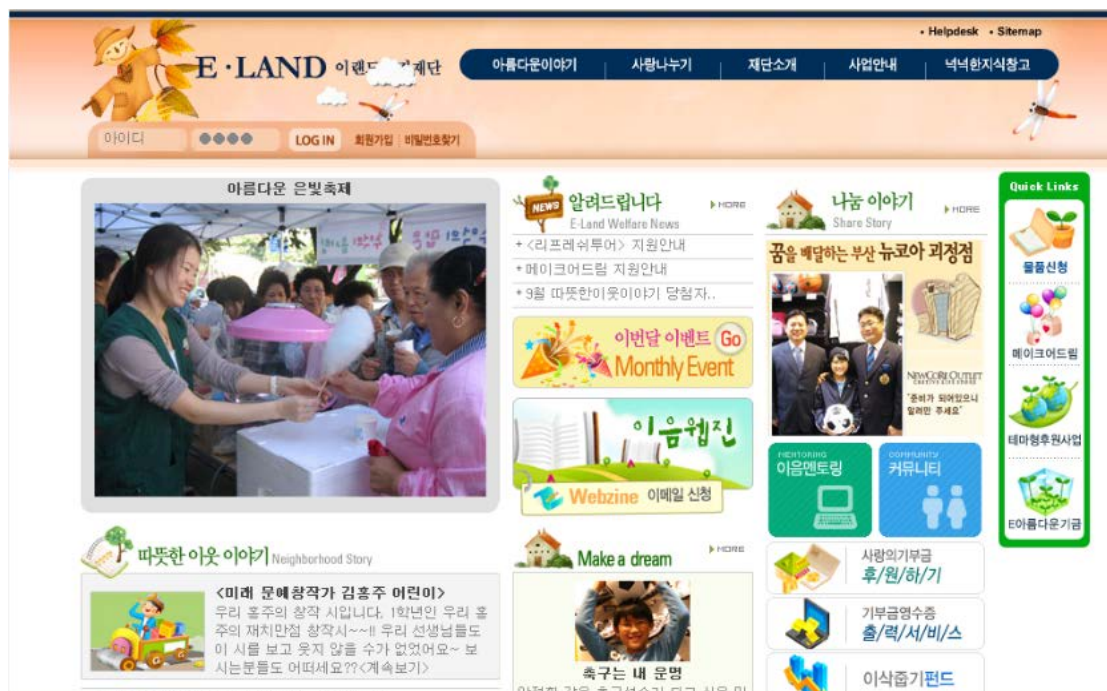 • Helpdesk • Sitemap
E·LAND 이랜드 재단
아름다운이야기 사랑나누기 재단소개 사업안내 넉넉한지식창고
아이디 LOG IN 회원가입 비밀번호찾기
아름다운 은빛축제
NEWS 알려드립니다 MORE
E-Land Welfare News
+ <리프레쉬투어> 지원안내
+ 메이크어드림 지원안내
+ 9월 따뜻한이웃이야기 당첨자..
이번달 이벤트 Go
Monthly Event
이음웹진
Webzine 이메일 신청
나눔 이야기 MORE
Share Story
꿈을 배달하는 부산 뉴코아 괴정점
NEWCORE OUTLET
"준비가 되어있으니
알려만 주세요"
MENTORING
이음멘토링
COMMUNITY
커뮤니티
Quick Links
물품신청
메이크어드림
테마형후원사업
E아름다운기금
따뜻한 이웃 이야기 Neighborhood Story
<미래 문예창작가 김홍주 어린이>
우리 홍주의 창작 시입니다. 1학년인 우리 홍
주의 재치만점 창작시~~!! 우리 선생님들도
이 시를 보고 웃지 않을 수가 없었어요~ 보
시는분들도 어떠세요??<계속보기>
Make a dream MORE
축구는 내 운명
사랑의기부금
후/원/하/기
기부금영수증
출/력/서/비/스
이삭줍기펀드